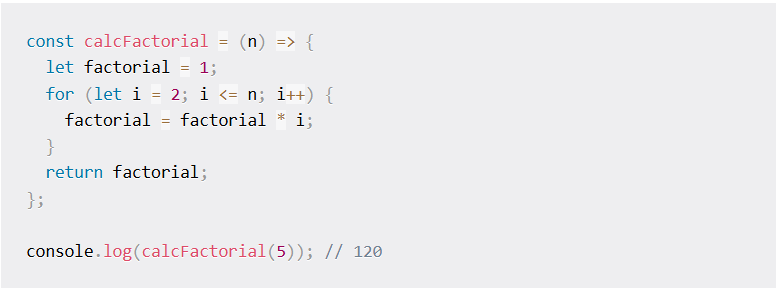 const calcFactorial = (n) => {
  let factorial = 1;
  for (let i = 2; i <= n; i++) {
    factorial = factorial * i;
  }
  return factorial;
};

console.log(calcFactorial(5)); // 120